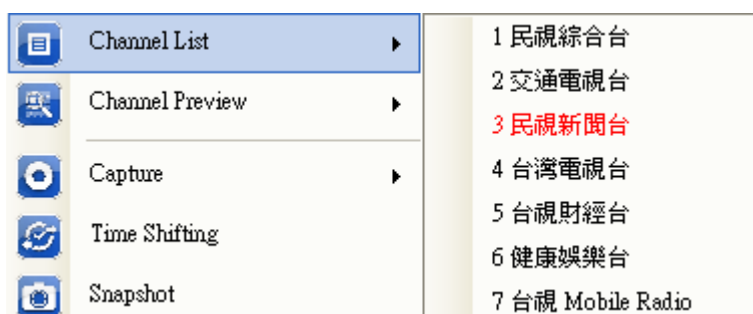 Channel List
Channel Preview
Capture
Time Shifting
Snapshot
1 民視綜合台
2 交通電視台
3 民視新聞台
4 台灣電視台
5 台視財經台
6 健康娛樂台
7 台視 Mobile Radio